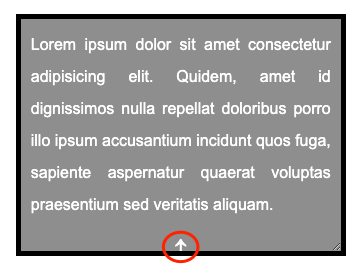 Lorem ipsum dolor sit amet consectetur
adipisicing elit. Quidem, amet id
dignissimos nulla repellat doloribus porro
illo ipsum accusantium incidunt quos fuga,
sapiente aspernatur quaerat voluptas
praesentium sed veritatis aliquam.